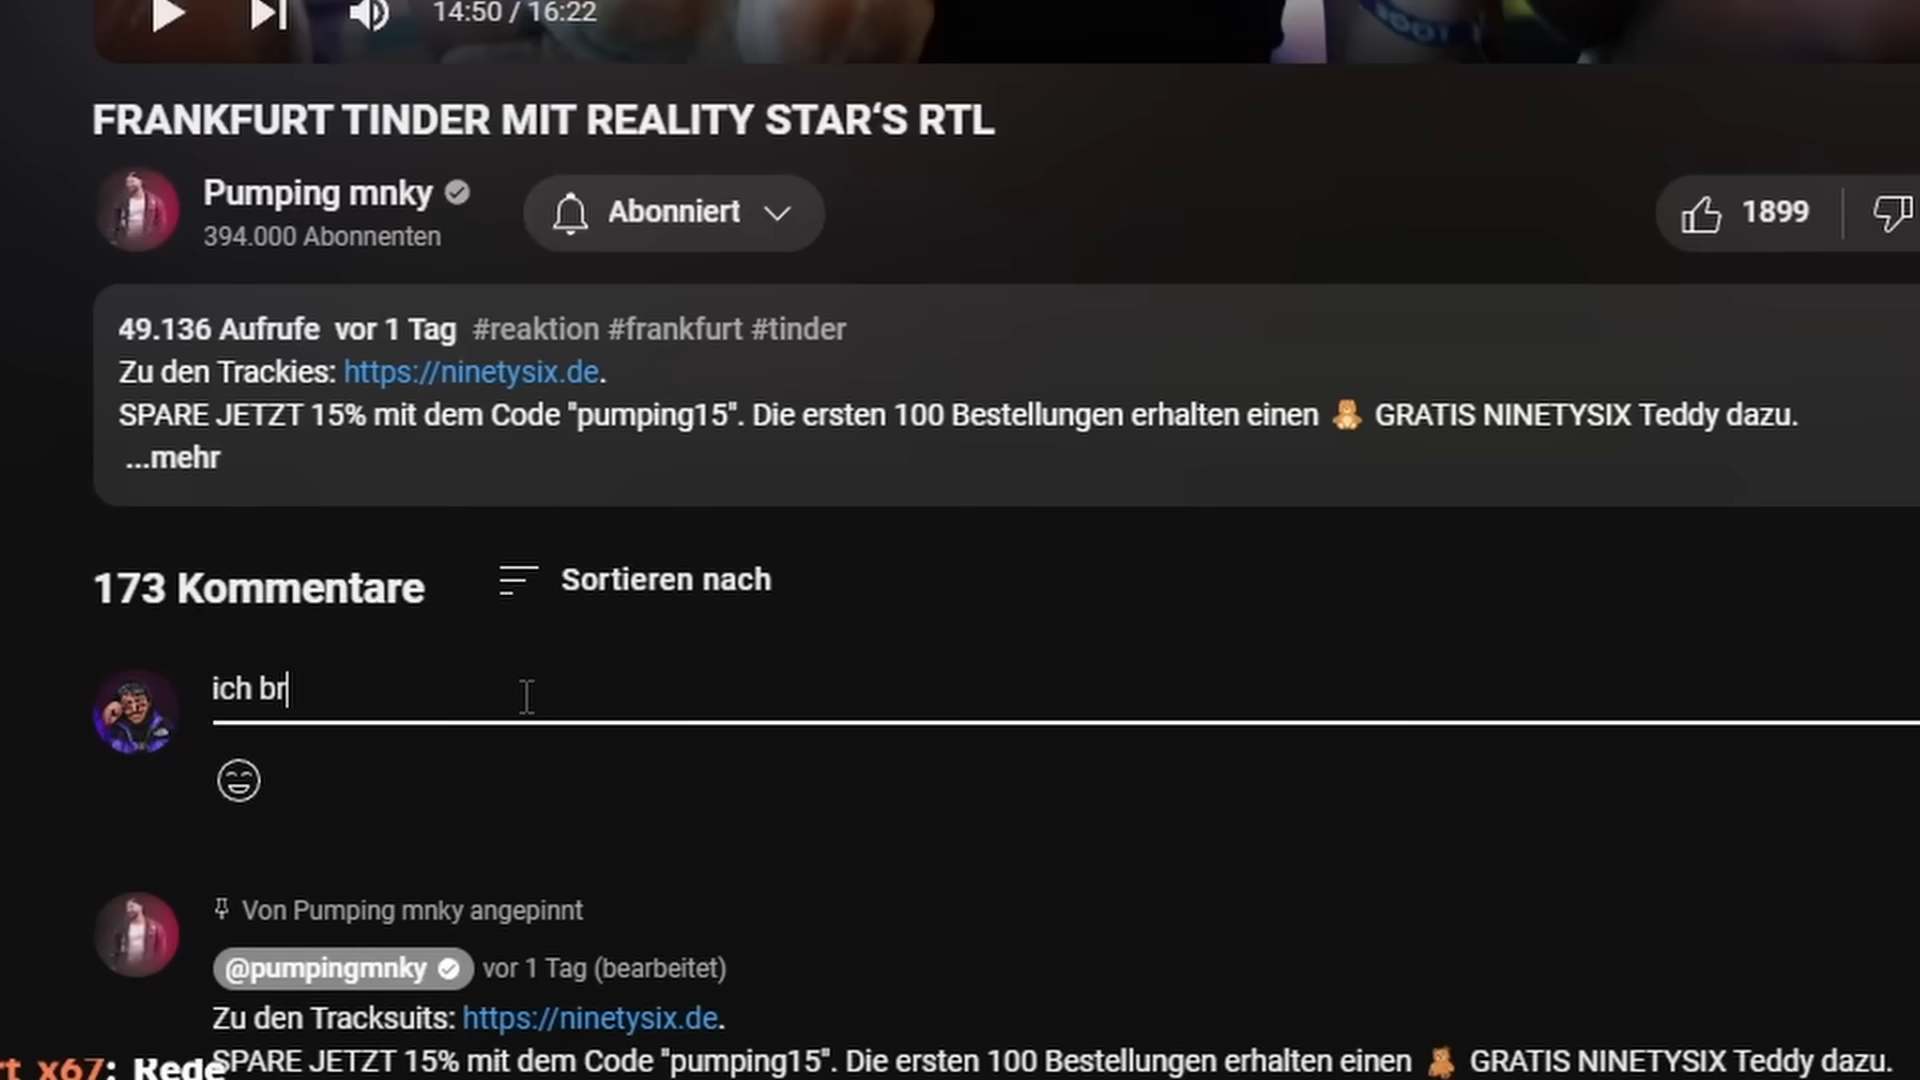 14:50 / 16:22
FRANKFURT TINDER MIT REALITY STAR‘S RTL
Pumping mnky
394.000 Abonnenten
Abonniert
1899
49.136 Aufrufe vor 1 Tag #reaktion #frankfurt #tinder
Zu den Trackies: https://ninetysix.de.
SPARE JETZT 15% mit dem Code "pumping15". Die ersten 100 Bestellungen erhalten einen 🧸 GRATIS NINETYSIX Teddy dazu.
...mehr
173 Kommentare
Sortieren nach
ich br
Von Pumping mnky angepinnt
@pumpingmnky vor 1 Tag (bearbeitet)
Zu den Tracksuits: https://ninetysix.de.
SPARE JETZT 15% mit dem Code "pumping15". Die ersten 100 Bestellungen erhalten einen 🧸 GRATIS NINETYSIX Teddy dazu.
x67: Rede